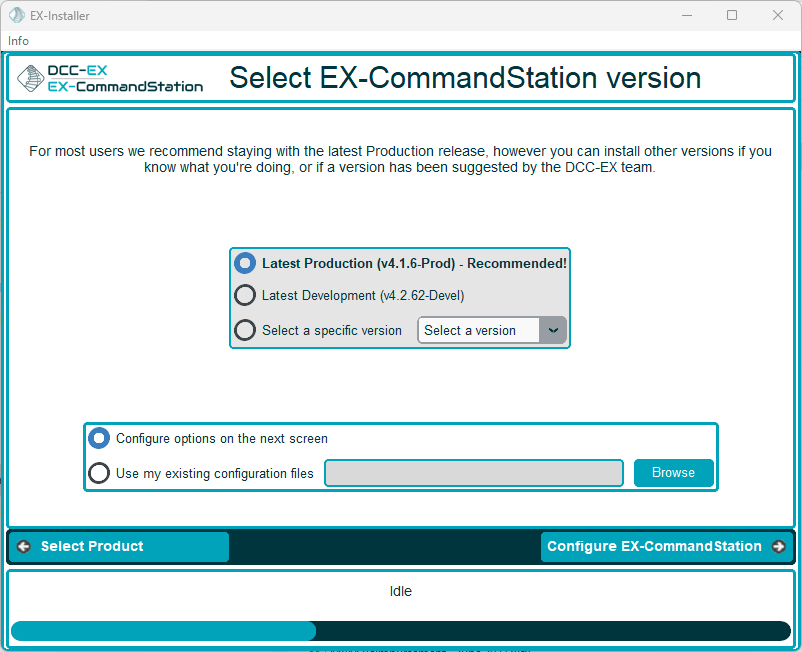 EX-Installer
Info
DCC-EX
EX-CommandStation
Select EX-CommandStation version
For most users we recommend staying with the latest Production release, however you can install other versions if you
know what you're doing, or if a version has been suggested by the DCC-EX team.
Latest Production (v4.1.6-Prod) - Recommended!
Latest Development (v4.2.62-Devel)
Select a specific version
Select a version
Configure options on the next screen
Use my existing configuration files
Browse
Select Product
Configure EX-CommandStation
Idle